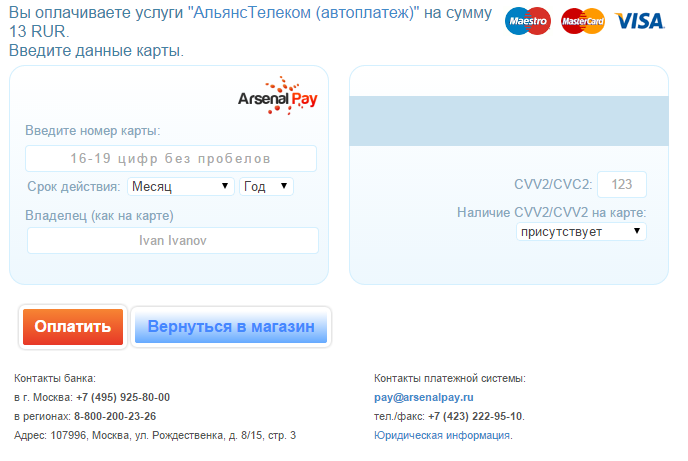 Вы оплачиваете услуги "АльянсТелеком (автоплатеж)" на сумму
13 RUR.
Введите данные карты.
Maestro MasterCard VISA
Arsenal Pay
Введите номер карты:
16-19 цифр без пробелов
Срок действия: Месяц Год
Владелец (как на карте)
Ivan Ivanov
CVV2/CVC2: 123
Наличие CVV2/CVV2 на карте:
присутствует
Оплатить Вернуться в магазин
Контакты банка:
в г. Москва: +7 (495) 925-80-00
в регионах: 8-800-200-23-26
Адрес: 107996, Москва, ул. Рождественка, д. 8/15, стр. 3
Контакты платежной системы:
pay@arsenalpay.ru
тел./факс: +7 (423) 222-95-10.
Юридическая информация.